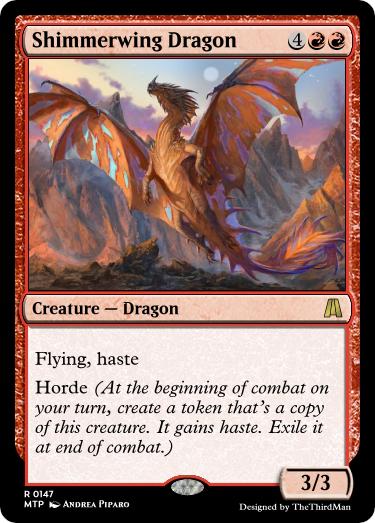 Shimmerwing Dragon 4
Creature — Dragon
Flying, haste
Horde (At the beginning of combat on
your turn, create a token that's a copy
of this creature. It gains haste. Exile it
at end of combat.)
3/3
R 0147
MTP Andrea Piparo
Designed by TheThirdMan